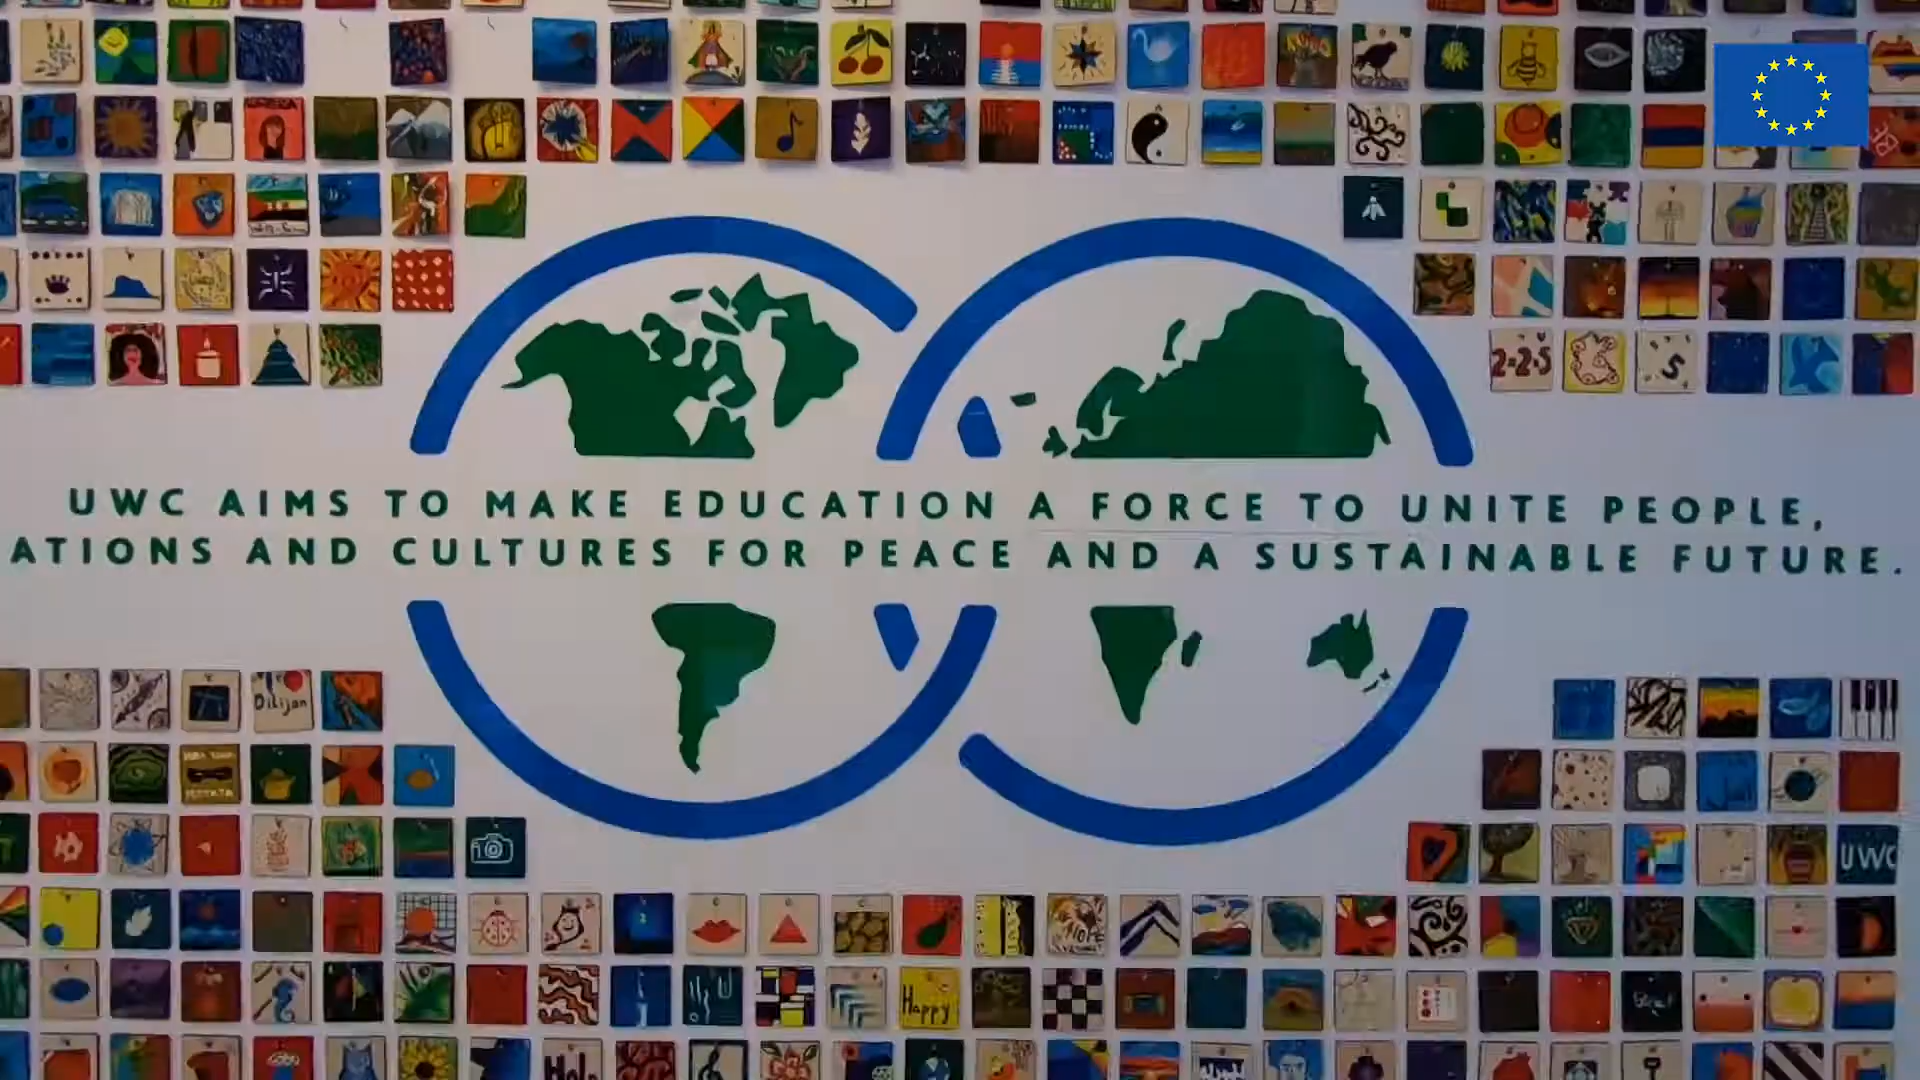 2·2·5
5
UWC AIMS TO MAKE EDUCATION A FORCE TO UNITE PEOPLE,
ATIONS AND CULTURES FOR PEACE AND A SUSTAINABLE FUTURE.
Dilijan
UWC
Happy